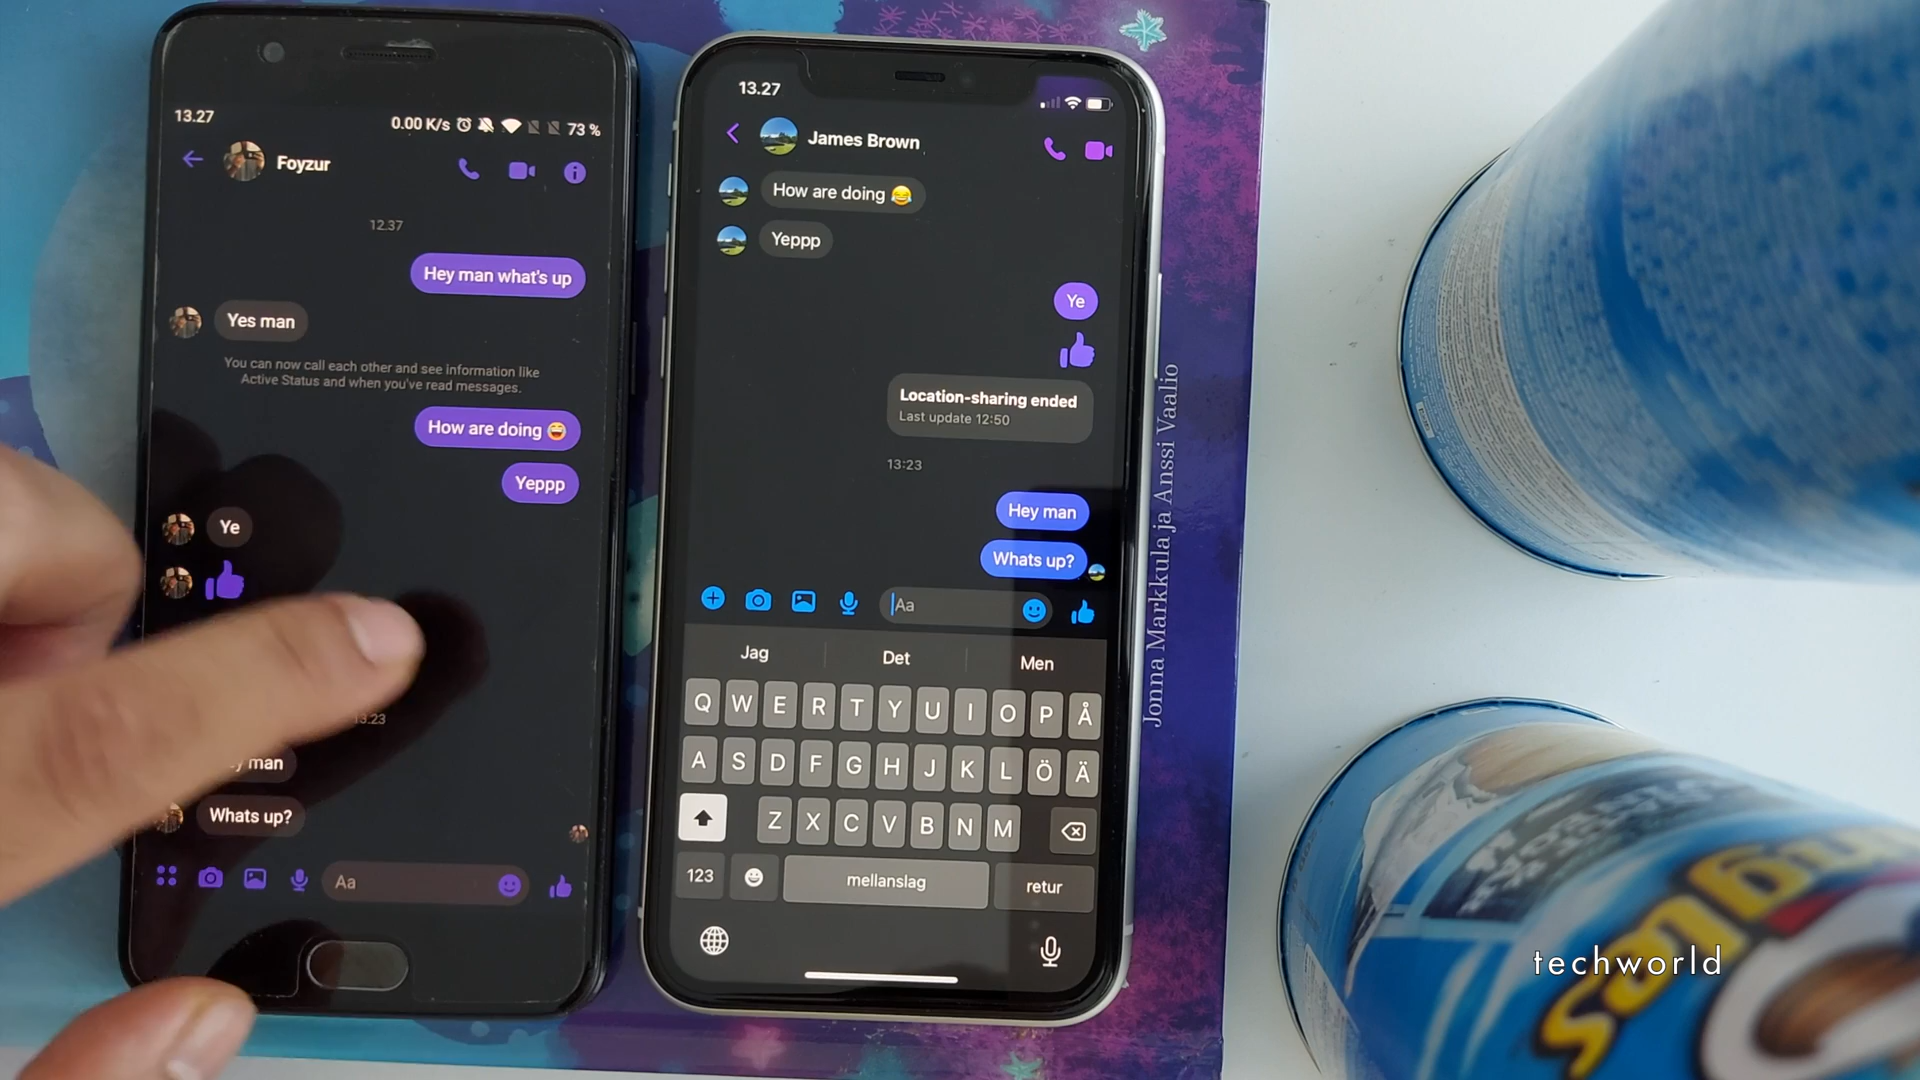 13.27
0.00 K/s
73 %
Foyzur
12.37
Hey man what's up
Yes man
You can now call each other and see information like
Active Status and when you've read messages.
How are doing 😂
Yeppp
Ye
13.23
man
Whats up?
Aa
13.27
James Brown
How are doing 😂
Yeppp
Ye
Location-sharing ended
Last update 12:50
13:23
Hey man
Whats up?
Aa
Jag
Det
Men
Q W E R T Y U I O P Å
A S D F G H J K L Ö Ä
Z X C V B N M
123
mellanslag
retur
Jonna Markkula ja Anssi Vaalio
techworld